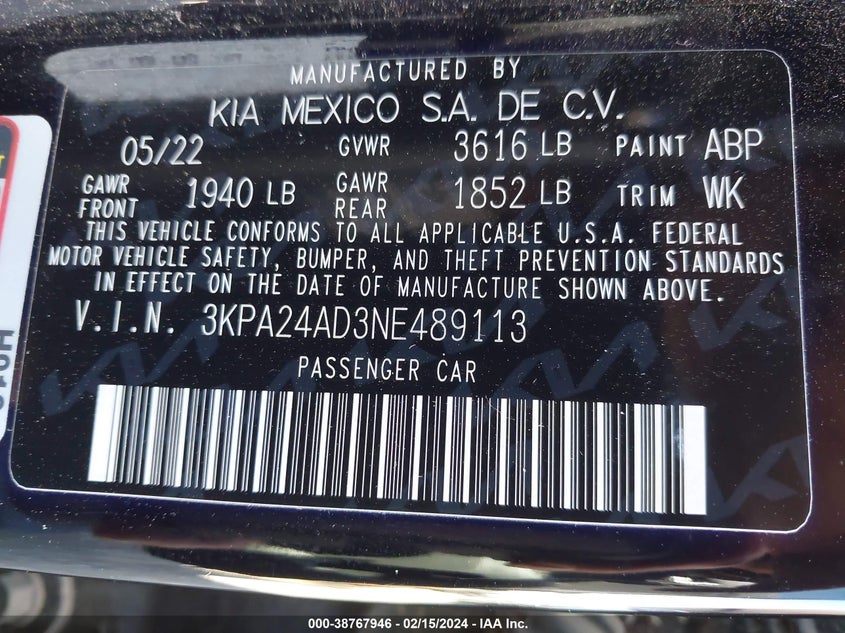 MANUFACTURED BY
KIA MEXICO S.A. DE C.V.
05/22 GVWR 3616 LB PAINT ABP
GAWR FRONT 1940 LB GAWR REAR 1852 LB TRIM WK
THIS VEHICLE CONFORMS TO ALL APPLICABLE U.S.A. FEDERAL
MOTOR VEHICLE SAFETY, BUMPER, AND THEFT PREVENTION STANDARDS
IN EFFECT ON THE DATE OF MANUFACTURE SHOWN ABOVE.
V.I.N. 3KPA24AD3NE489113
PASSENGER CAR
000-38767946 - 02/15/2024 - IAA Inc.